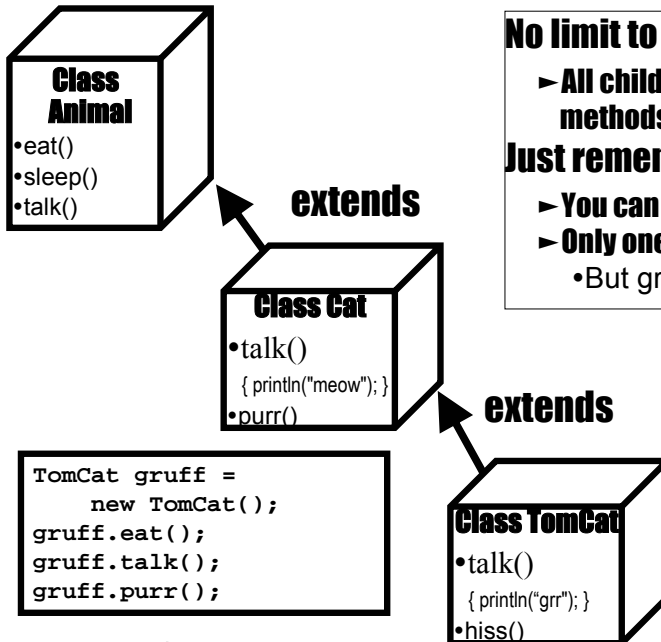 Class
Animal
•eat()
•sleep()
•talk()
extends
No limit to
►All child
methods
Just remem
►You can
►Only one
•But gr
Class Cat
•talk()
{ println("meow"); }
•purr()
extends
TomCat gruff =
new TomCat();
gruff.eat();
gruff.talk();
gruff.purr();
Class TomCat
•talk()
{ println(“grr"); }
•hiss()